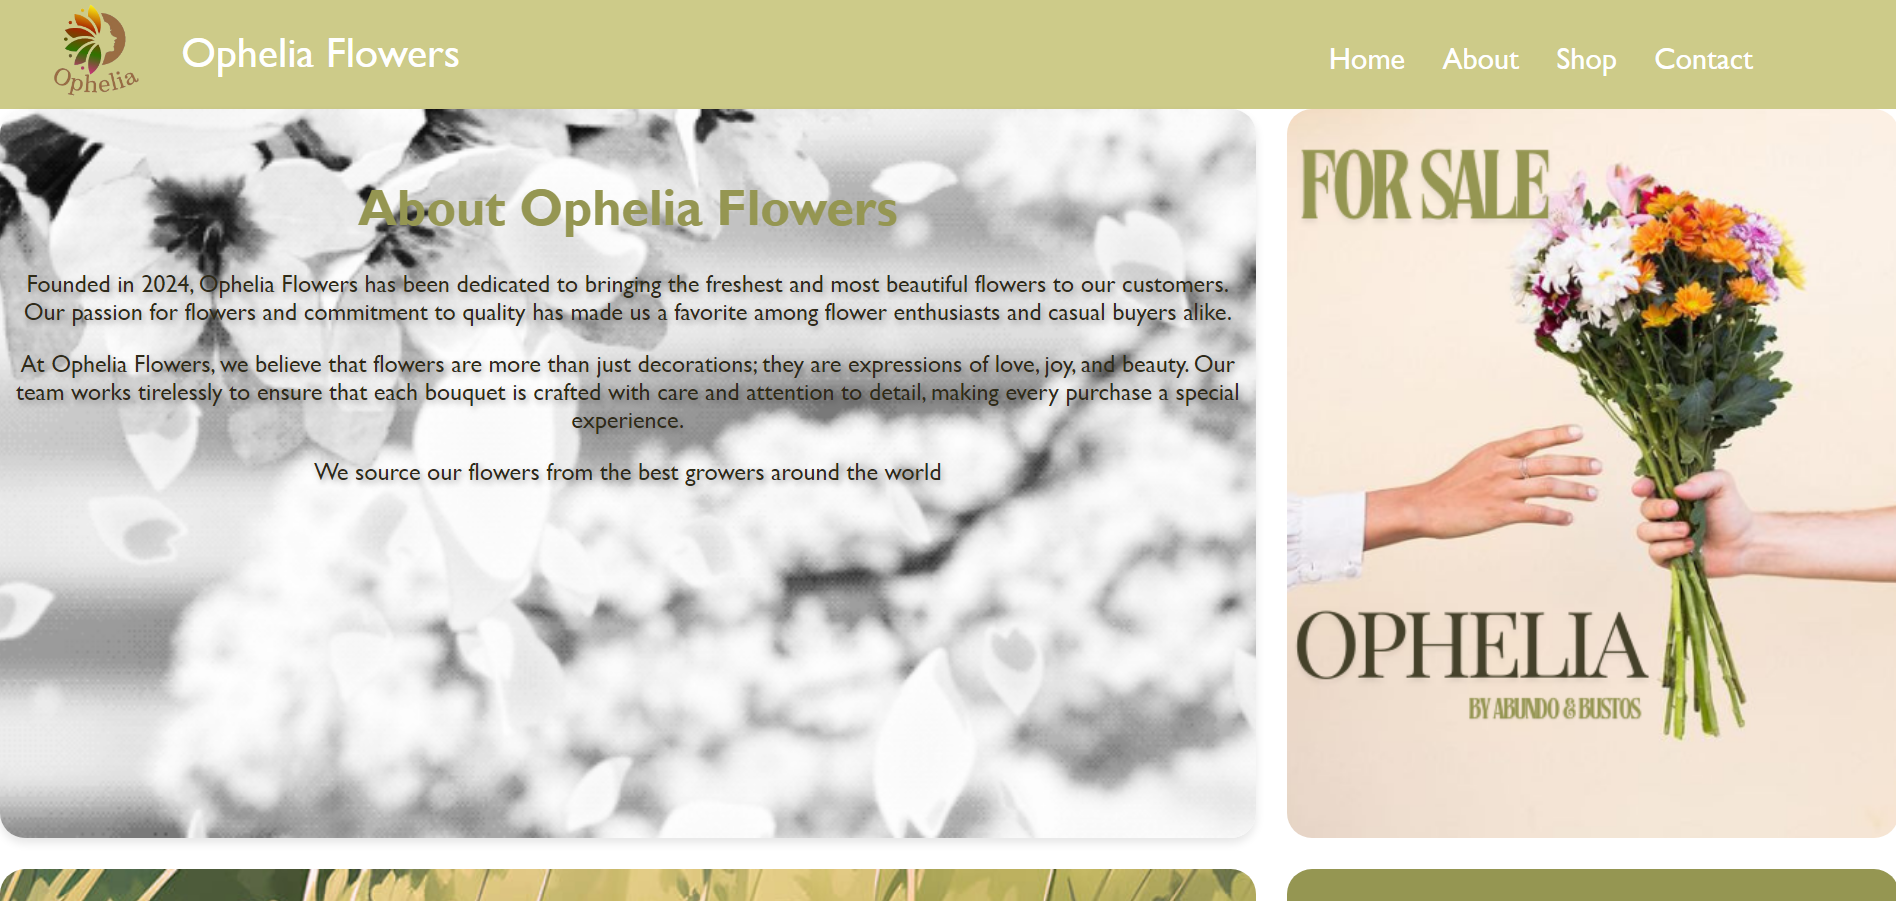 Ophelia
Ophelia Flowers
Home About Shop Contact
About Ophelia Flowers
Founded in 2024, Ophelia Flowers has been dedicated to bringing the freshest and most beautiful flowers to our customers.
Our passion for flowers and commitment to quality has made us a favorite among flower enthusiasts and casual buyers alike.
At Ophelia Flowers, we believe that flowers are more than just decorations; they are expressions of love, joy, and beauty. Our
team works tirelessly to ensure that each bouquet is crafted with care and attention to detail, making every purchase a special
experience.
We source our flowers from the best growers around the world
FOR SALE
OPHELIA
BY ABUNDO & BUSTOS